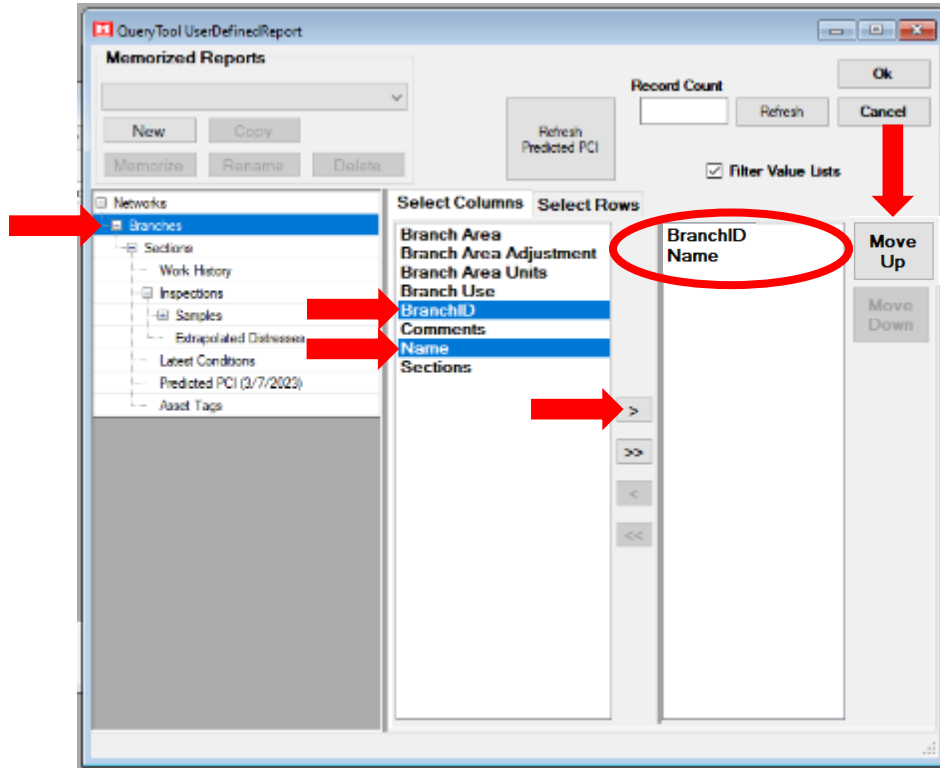 QueryTool UserDefinedReport
Memorized Reports
Ok
Record Count
Refresh
Cancel
New
Copy
Refresh
Predicted PCI
Memorize
Rename
Delete
Filter Value Lists
Networks
Branches
Sections
Work History
Inspections
Samples
Extrapolated Distresses
Latest Conditions
Predicted PCI (3/7/2023)
Asset Tags
Select Columns
Select Rows
Branch Area
Branch Area Adjustment
Branch Area Units
Branch Use
BranchID
Comments
Name
Sections
>
>>
<
<<
BranchID
Name
Move
Up
Move
Down